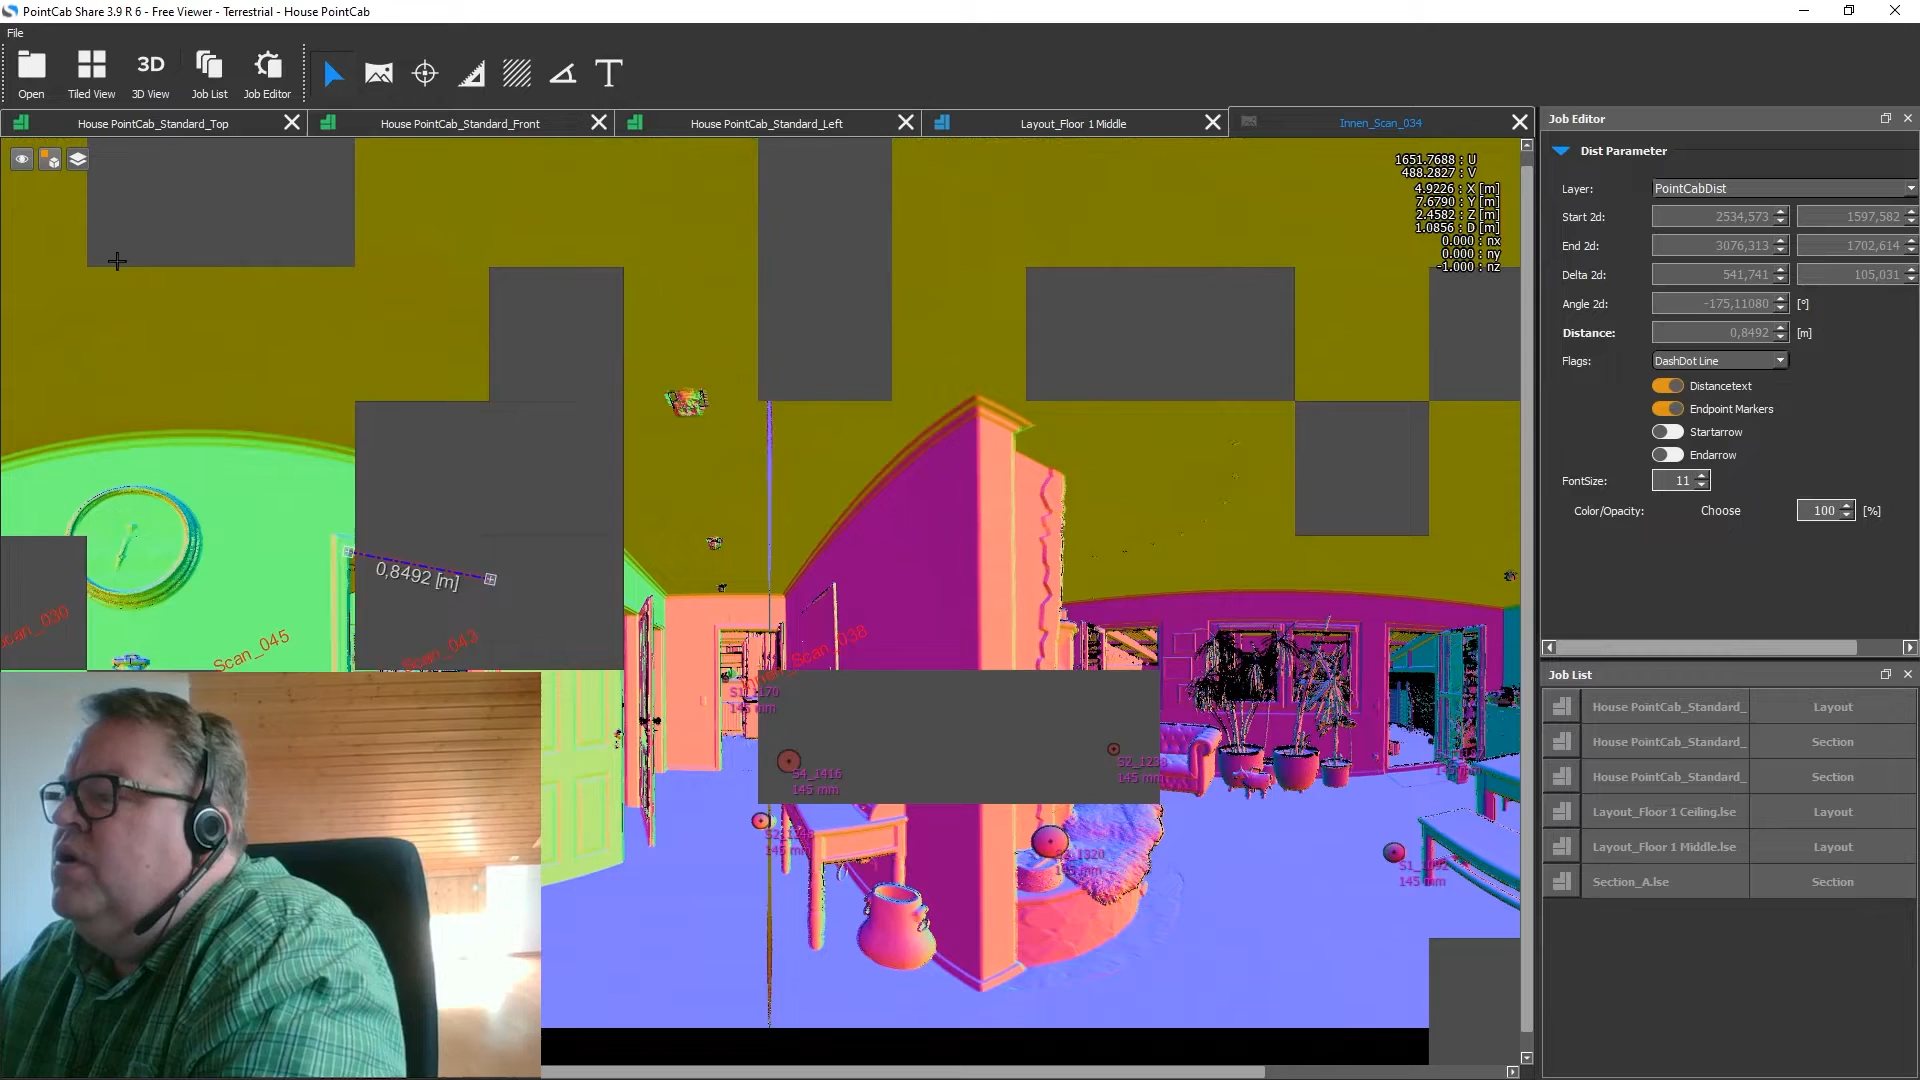 PointCab Share 3.9 R 6 - Free Viewer - Terrestrial - House PointCab
File
Open
Tiled View
3D
3D View
Job List
Job Editor
T
House PointCab_Standard_Top
House PointCab_Standard_Front
House PointCab_Standard_Left
Layout_Floor 1 Middle
Innen_Scan_034
1651.7688 : U
488.2827 : V
4.9226 : X [m]
7.6790 : Y [m]
2.4582 : Z [m]
1.0856 : D [m]
0.000 : nx
0.000 : ny
-1.000 : nz
0,8492 [m]
Scan_045
Scan_043
Scan_038
145 mm
S4_1416
145 mm
145 mm
145 mm
145 mm
145 mm
Job Editor
Dist Parameter
Layer: PointCabDist
Start 2d: 2534,573 1597,582
End 2d: 3076,313 1702,614
Delta 2d: 541,741 105,031
Angle 2d: -175,11080 [°]
Distance: 0,8492 [m]
Flags: DashDot Line
Distancetext
Endpoint Markers
Startarrow
Endarrow
FontSize: 11
Color/Opacity: Choose 100 [%]
Job List
House PointCab_Standard_ Layout
House PointCab_Standard_ Section
House PointCab_Standard_ Section
Layout_Floor 1 Ceiling.lse Layout
Layout_Floor 1 Middle.lse Layout
Section_A.lse Section